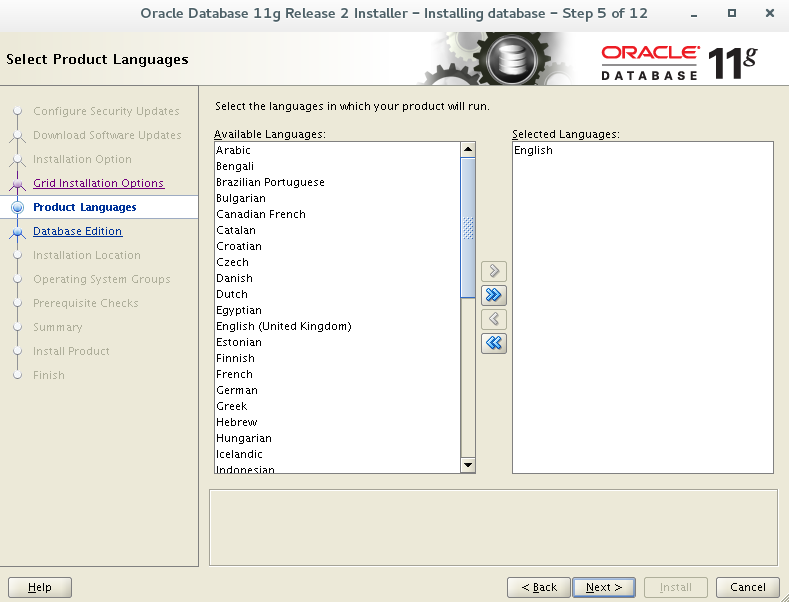 Oracle Database 11g Release 2 Installer – Installing database – Step 5 of 12
Select Product Languages
ORACLE
DATABASE 11g
Configure Security Updates
Download Software Updates
Installation Option
Grid Installation Options
Product Languages
Database Edition
Installation Location
Operating System Groups
Prerequisite Checks
Summary
Install Product
Finish
Select the languages in which your product will run.
Available Languages:
Arabic
Bengali
Brazilian Portuguese
Bulgarian
Canadian French
Catalan
Croatian
Czech
Danish
Dutch
Egyptian
English (United Kingdom)
Estonian
Finnish
French
German
Greek
Hebrew
Hungarian
Icelandic
Indonesian
Selected Languages:
English
Help
< Back
Next >
Install
Cancel